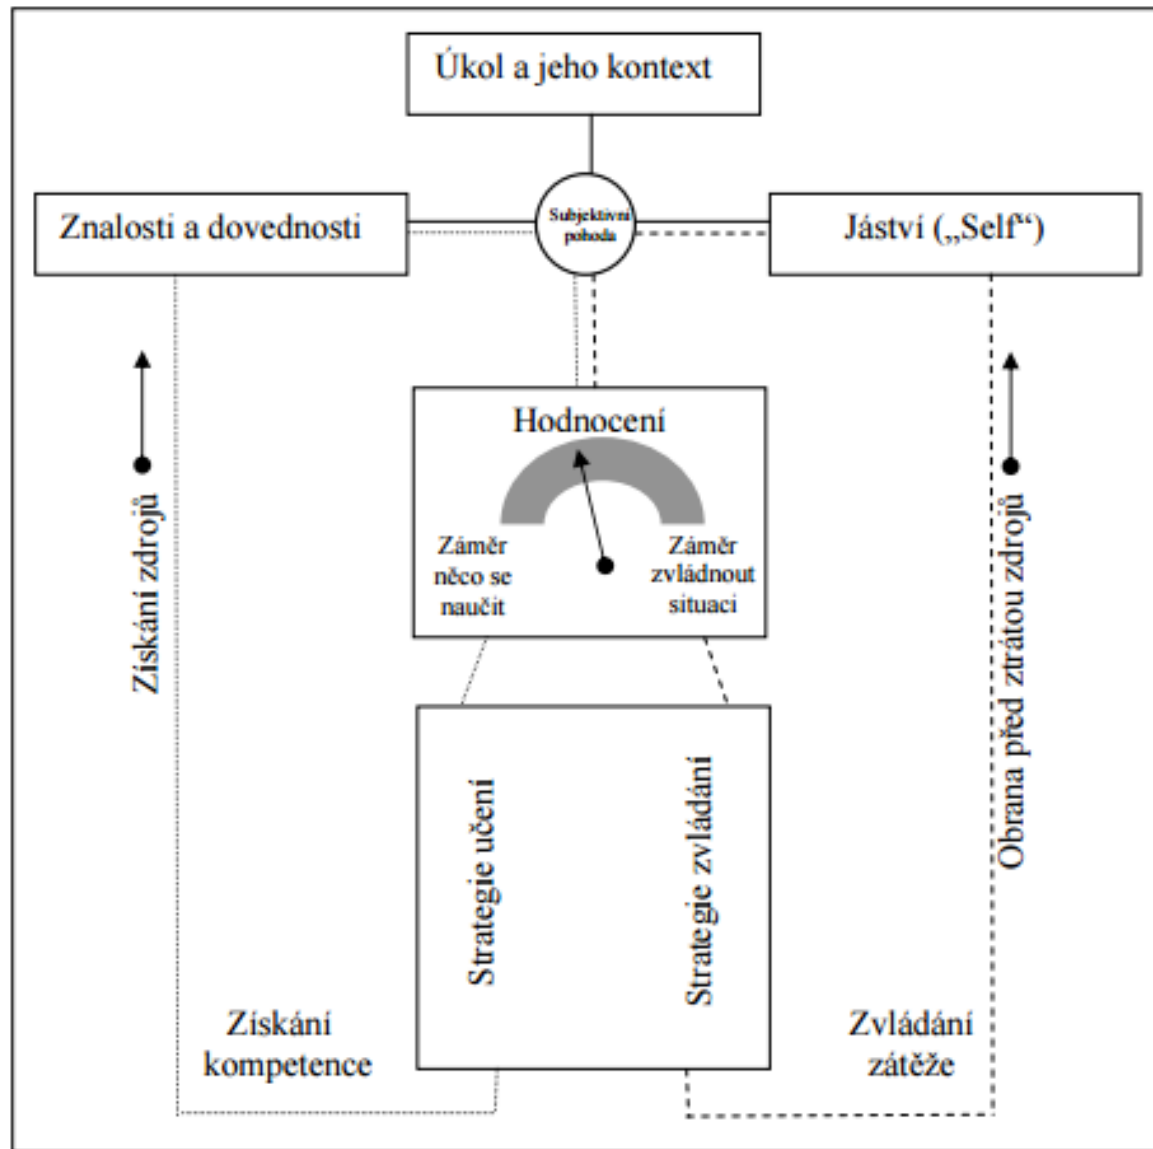 Úkol a jeho kontext
Znalosti a dovednosti
Subjektivní
pohoda
Jáství („Self“)
Hodnocení
Záměr
něco se
naučit
Záměr
zvládnout
situaci
Získání zdrojů
Obrana před ztrátou zdrojů
Strategie učení
Strategie zvládání
Získání
kompetence
Zvládání
zátěže